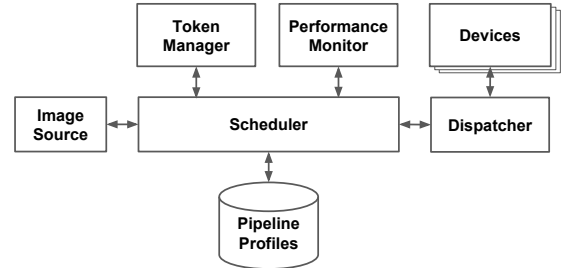 Token
Manager
Performance
Monitor
Devices
Image
Source
Scheduler
Dispatcher
Pipeline
Profiles